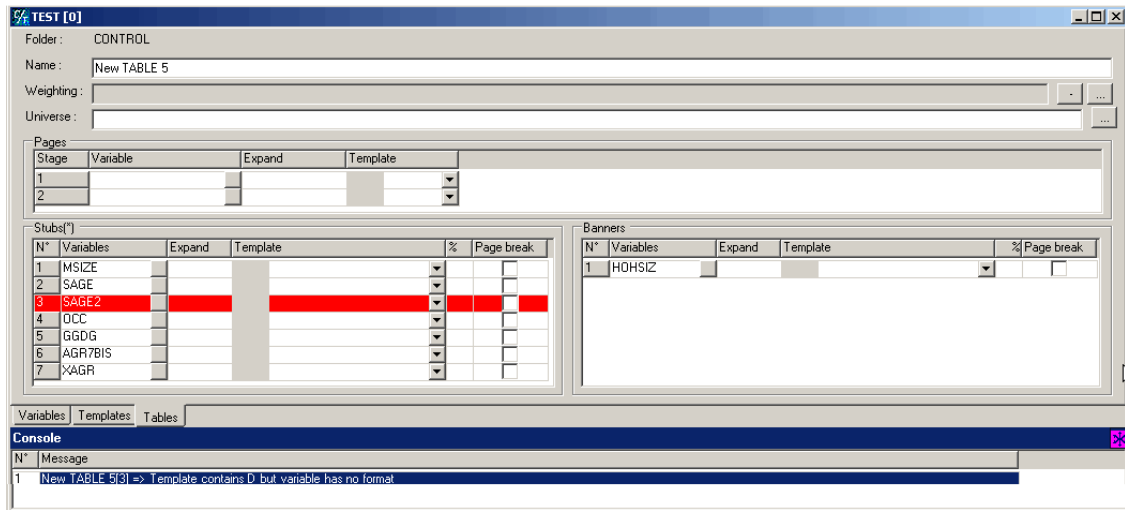 TEST [0]
Folder : CONTROL
Name : New TABLE 5
Weighting : - ...
Universe : ...
Pages
Stage Variable Expand Template
1
2
Stubs(*)
N° Variables Expand Template % Page break
1 MSIZE
2 SAGE
3 SAGE2
4 OCC
5 GGDG
6 AGR7BIS
7 XAGR
Banners
N° Variables Expand Template % Page break
1 HOHSIZ
Variables Templates Tables
Console
N° Message
1 New TABLE 5[3] => Template contains D but variable has no format